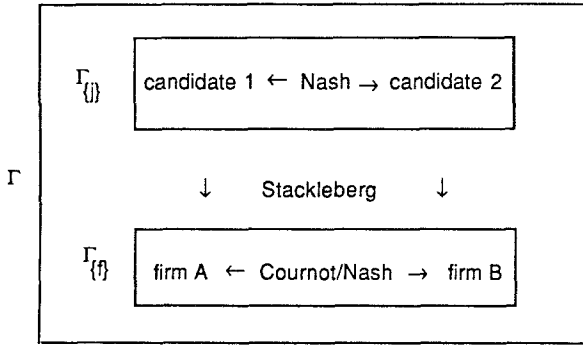 Γ{j}
candidate 1 ← Nash → candidate 2
Γ
↓ Stackleberg ↓
Γ{f}
firm A ← Cournot/Nash → firm B